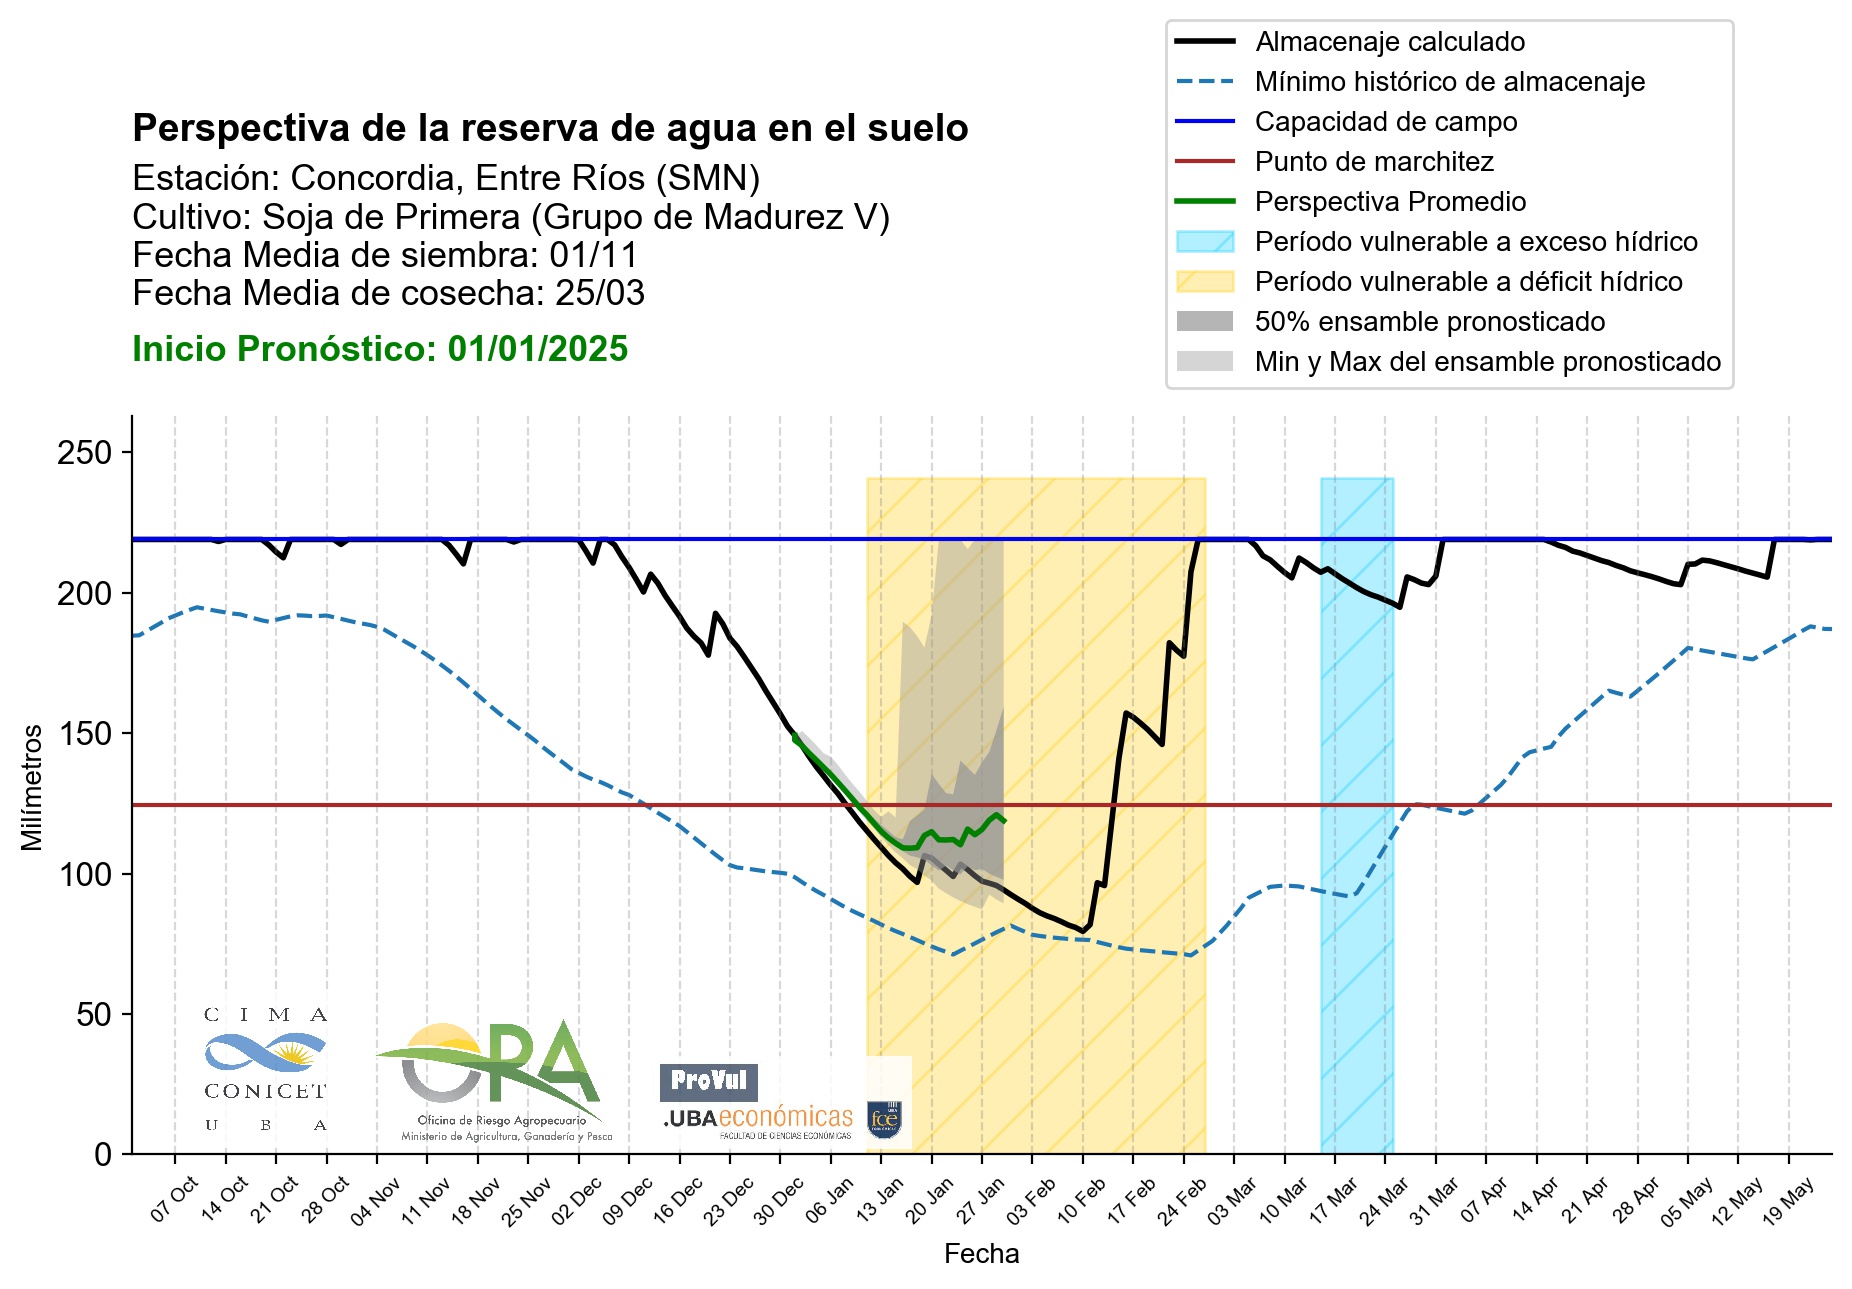 Almacenaje calculado
Mínimo histórico de almacenaje
Capacidad de campo
Punto de marchitez
Perspectiva Promedio
Período vulnerable a exceso hídrico
Período vulnerable a déficit hídrico
50% ensamble pronosticado
Min y Max del ensamble pronosticado
Perspectiva de la reserva de agua en el suelo
Estación: Concordia, Entre Ríos (SMN)
Cultivo: Soja de Primera (Grupo de Madurez V)
Fecha Media de siembra: 01/11
Fecha Media de cosecha: 25/03
Inicio Pronóstico: 01/01/2025
250
200
150
100
50
0
Milímetros
CIMA
CONICET
UBA
OPA
Oficina de Riesgo Agropecuario
Ministerio de Agricultura, Ganadería y Pesca
ProVul
.UBAeconómicas
FACULTAD DE CIENCIAS ECONÓMICAS
UBA
fce
07 Oct
14 Oct
21 Oct
28 Oct
04 Nov
11 Nov
18 Nov
25 Nov
02 Dec
09 Dec
16 Dec
23 Dec
30 Dec
06 Jan
13 Jan
20 Jan
27 Jan
03 Feb
10 Feb
17 Feb
24 Feb
03 Mar
10 Mar
17 Mar
24 Mar
31 Mar
07 Apr
14 Apr
21 Apr
28 Apr
05 May
12 May
19 May
Fecha